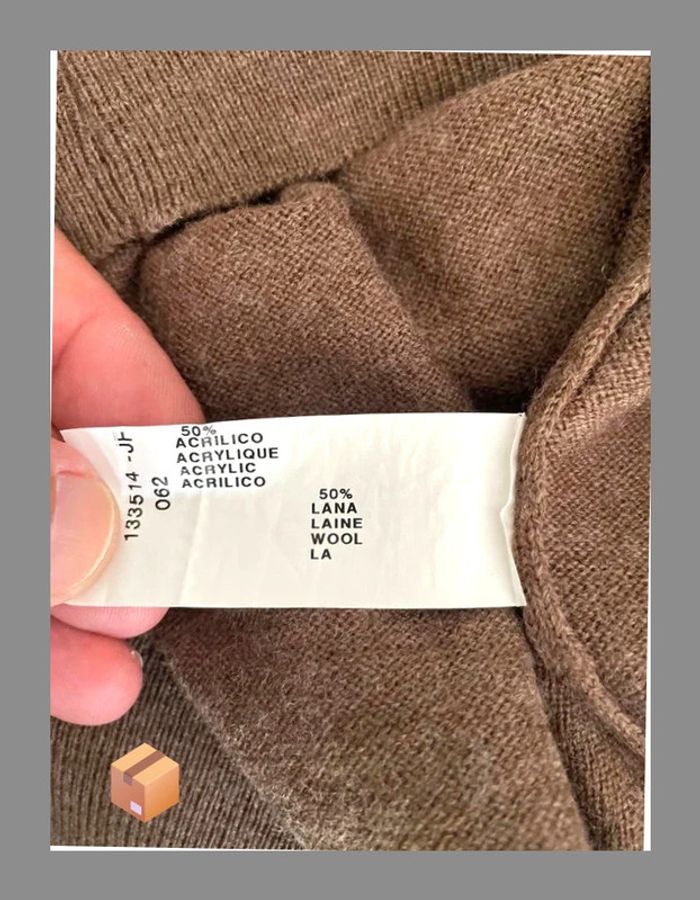 133514 -JF
062
50%
ACRILICO
ACRYLIQUE
ACRYLIC
ACRILICO
50%
LANA
LAINE
WOOL
LA